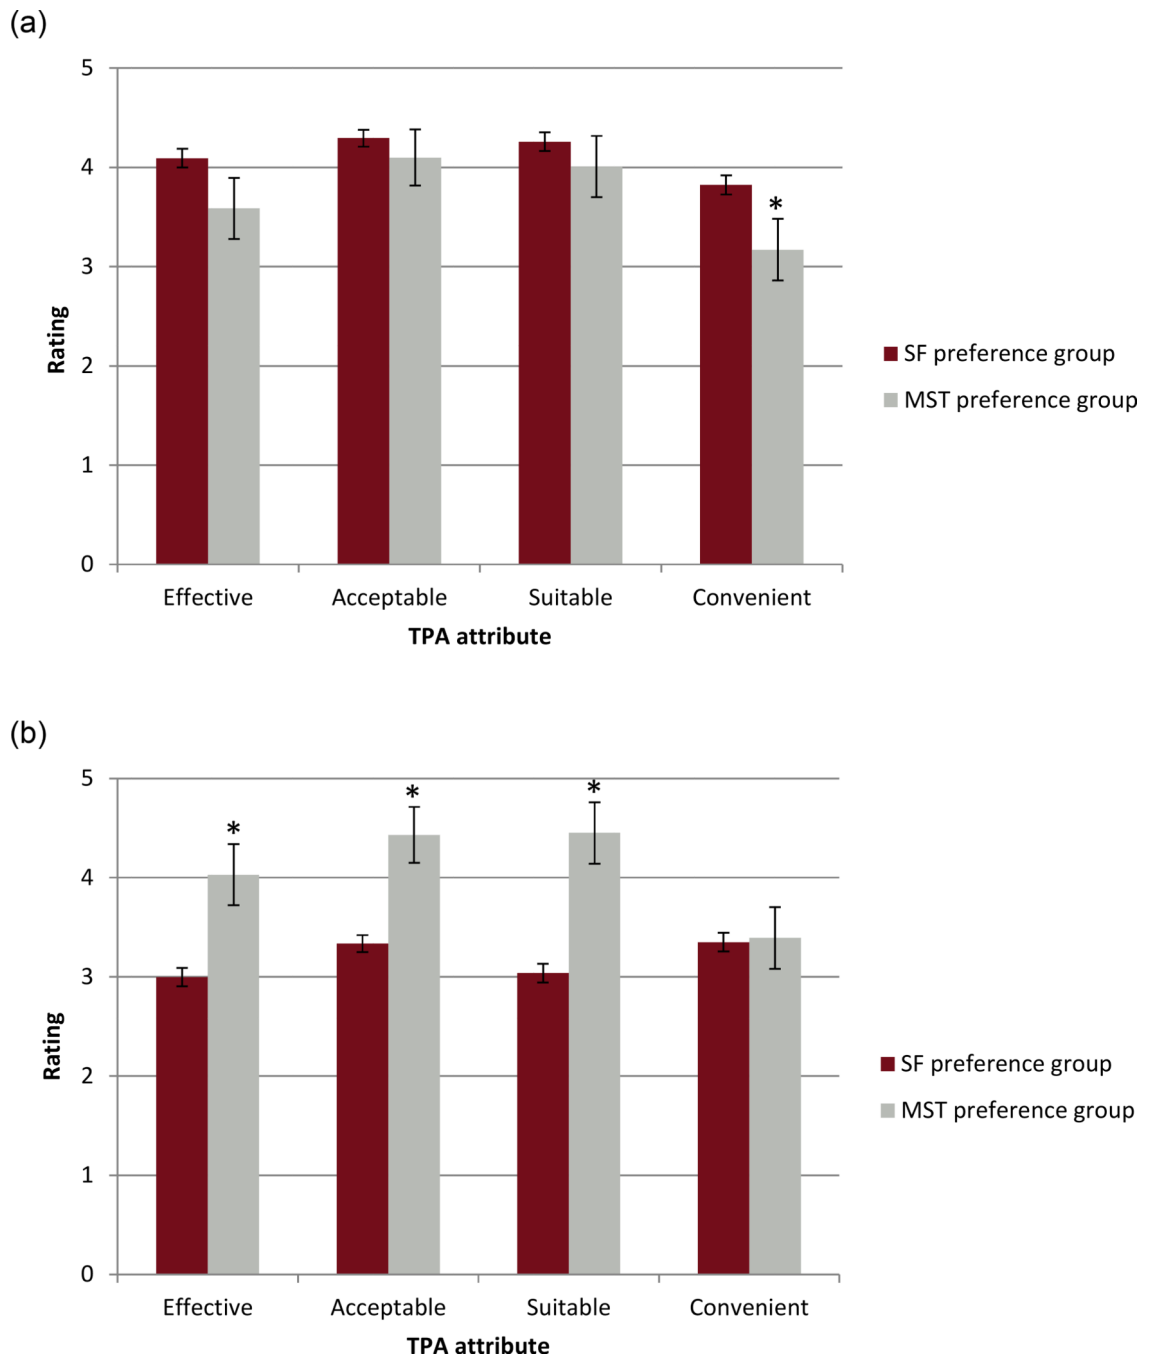 (a)
5
4
3
2
1
0
Rating
*
Effective Acceptable Suitable Convenient
TPA attribute
SF preference group
MST preference group
(b)
5
4
3
2
1
0
Rating
* * *
Effective Acceptable Suitable Convenient
TPA attribute
SF preference group
MST preference group